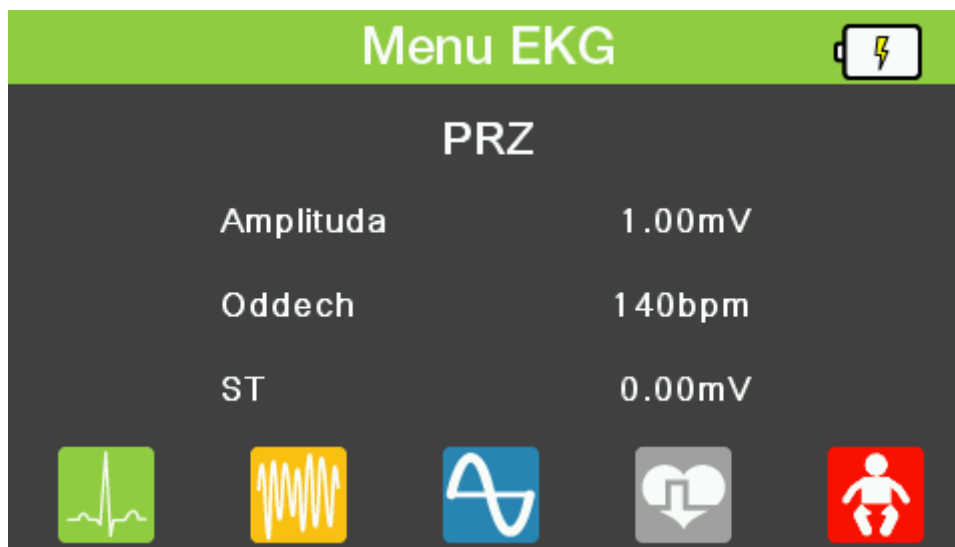 Menu EKG
PRZ
Amplituda 1.00mV
Oddech 140bpm
ST 0.00mV